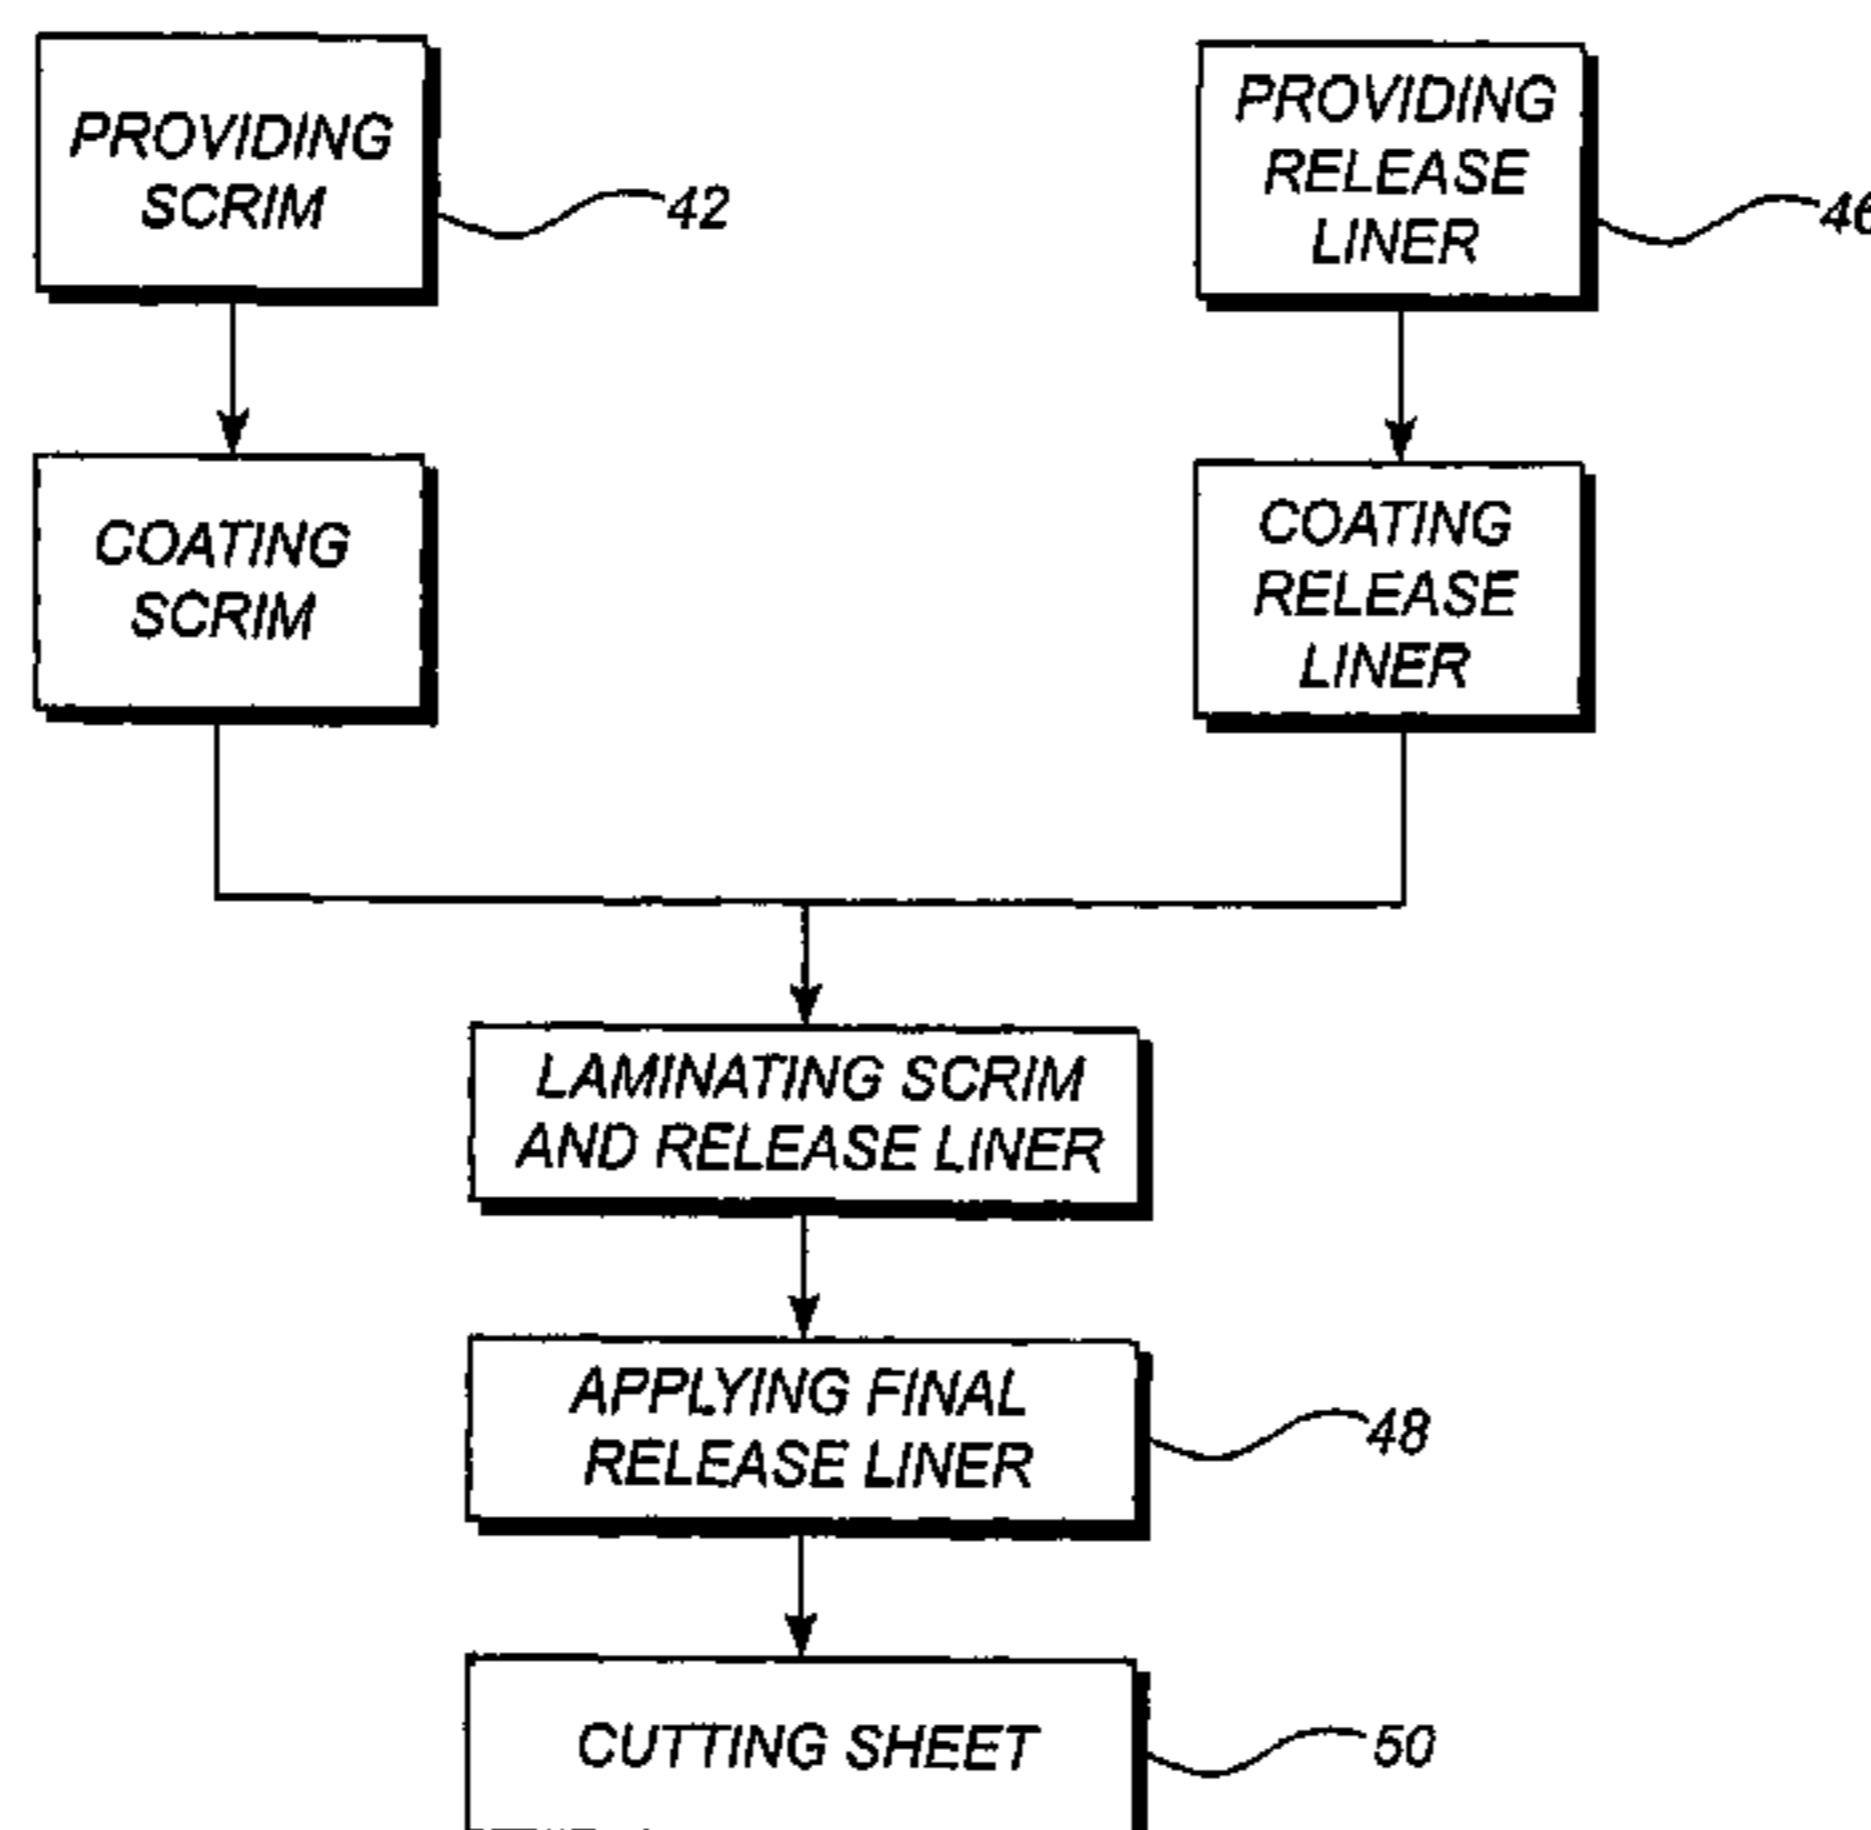 PROVIDING
SCRIM
42
PROVIDING
RELEASE
LINER
46
COATING
SCRIM
COATING
RELEASE
LINER
LAMINATING SCRIM
AND RELEASE LINER
APPLYING FINAL
RELEASE LINER
48
CUTTING SHEET
50